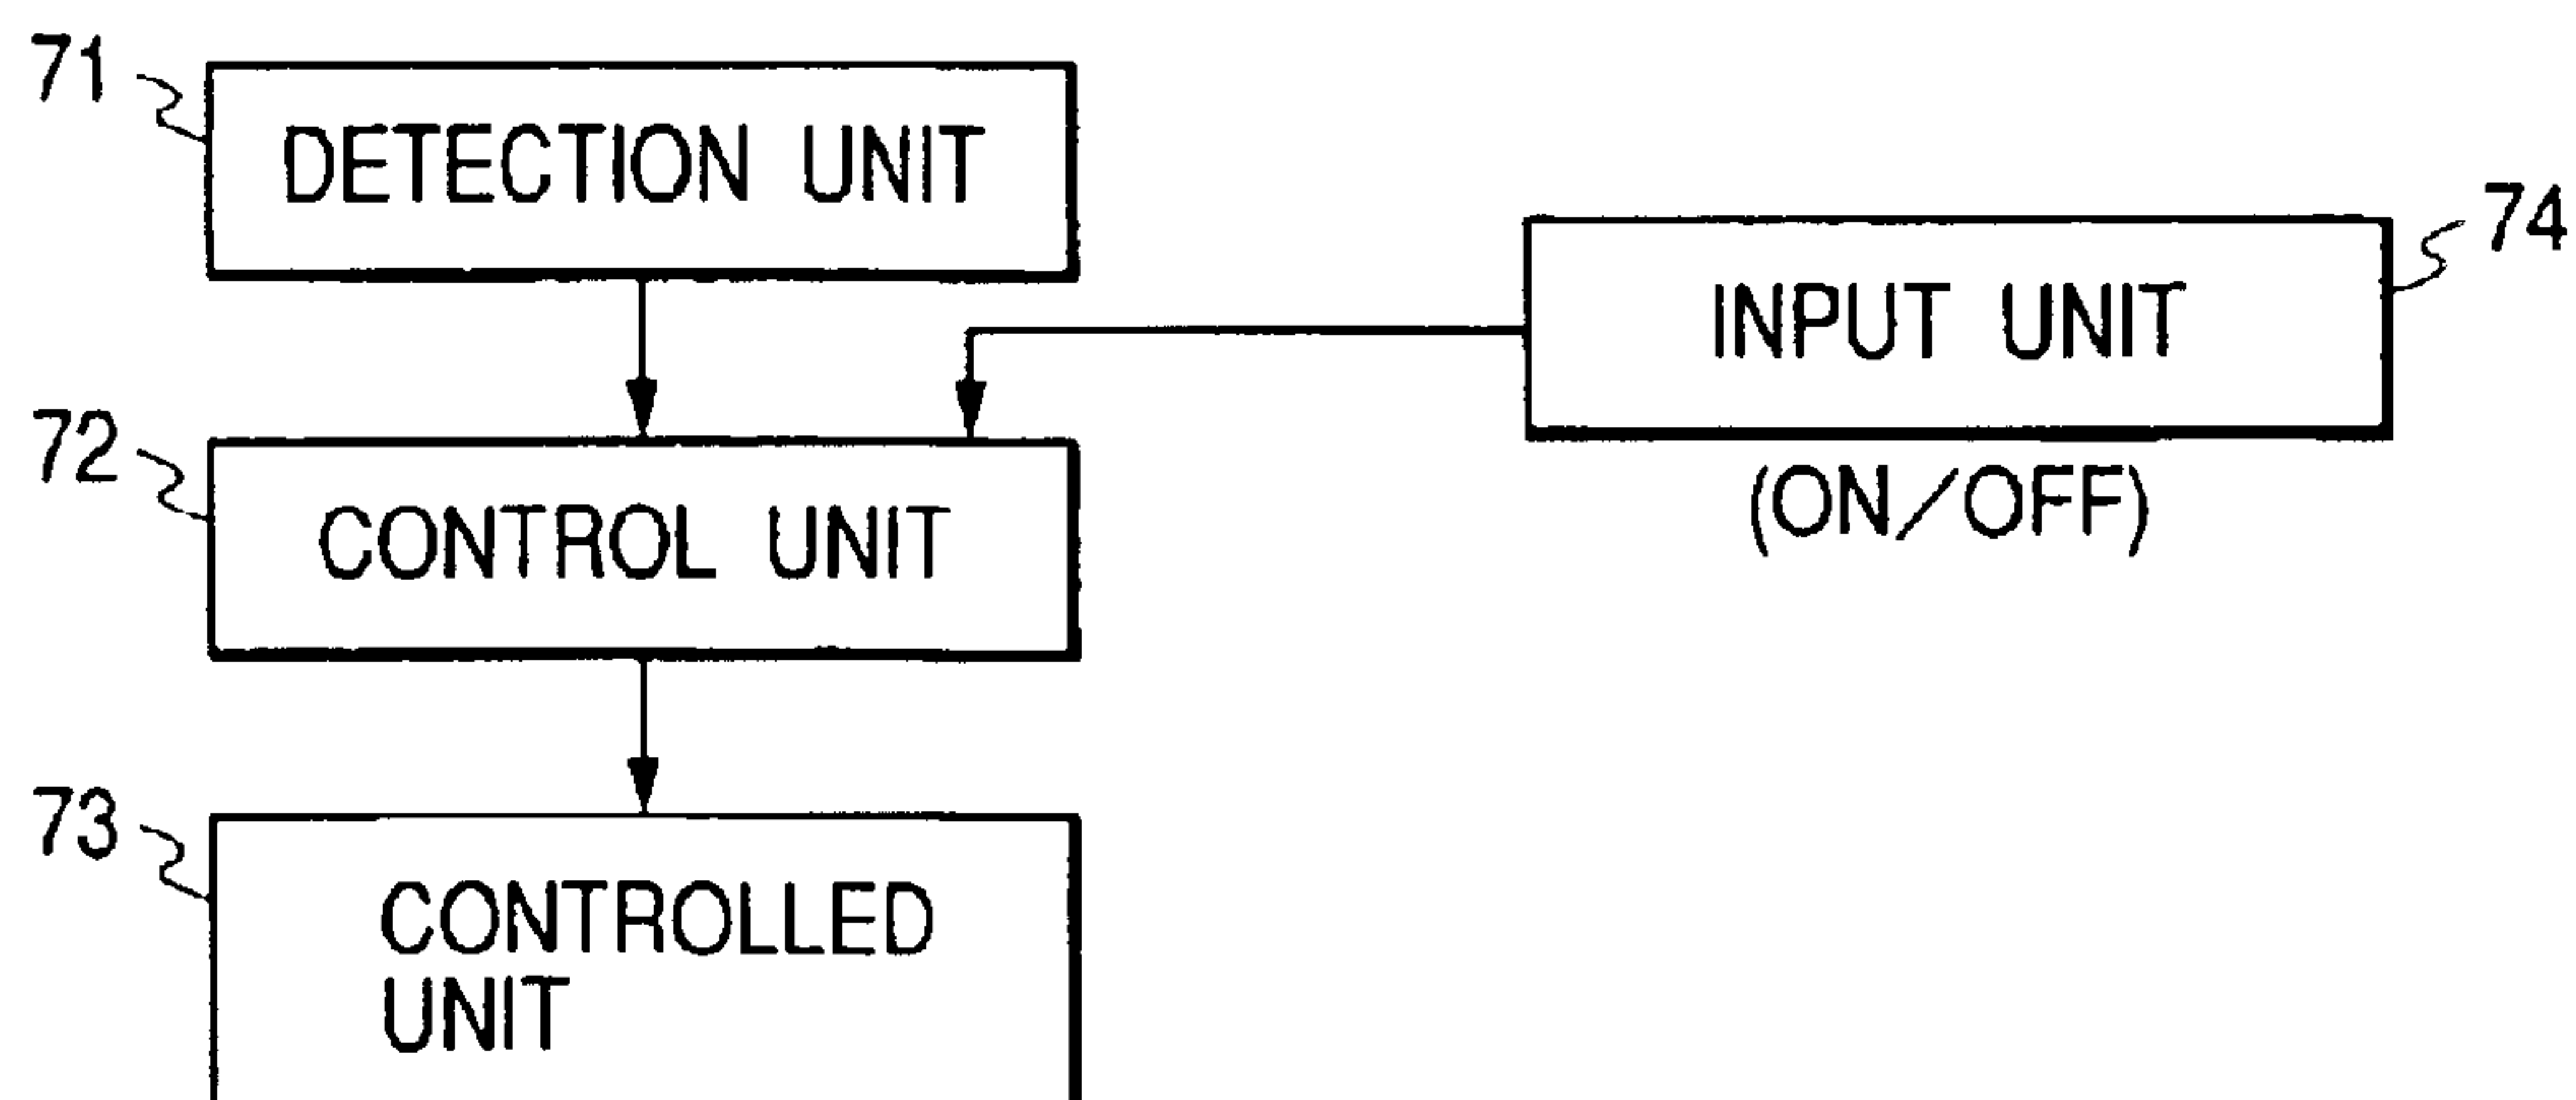 71
DETECTION UNIT
74
INPUT UNIT
(ON/OFF)
72
CONTROL UNIT
73
CONTROLLED
UNIT